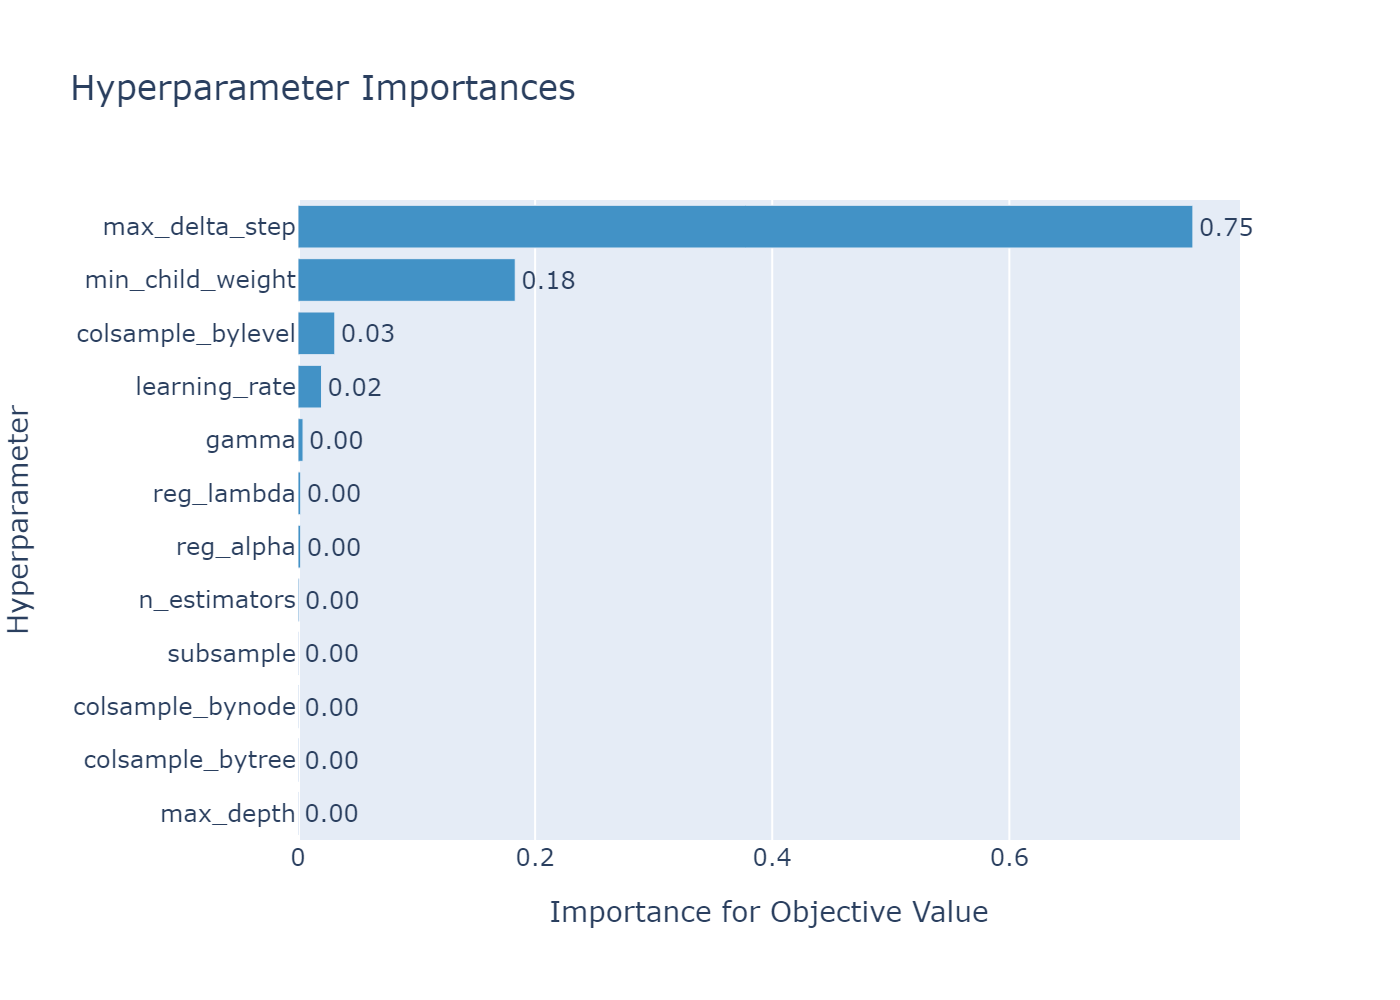 Hyperparameter Importances
max_delta_step 0.75
min_child_weight 0.18
colsample_bylevel 0.03
learning_rate 0.02
gamma 0.00
reg_lambda 0.00
reg_alpha 0.00
n_estimators 0.00
subsample 0.00
colsample_bynode 0.00
colsample_bytree 0.00
max_depth 0.00
0 0.2 0.4 0.6
Importance for Objective Value
Hyperparameter